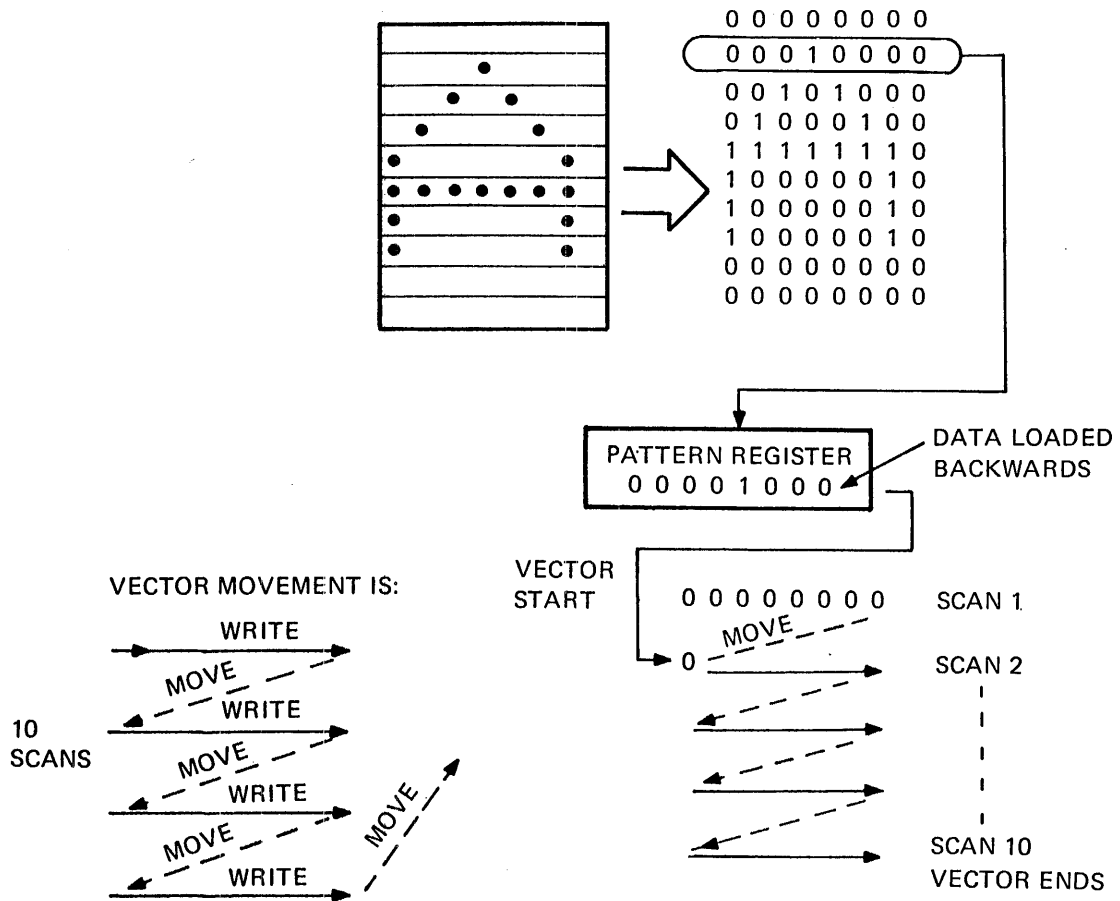 0 0 0 0 0 0 0 0
0 0 0 1 0 0 0 0
0 0 1 0 1 0 0 0
0 1 0 0 0 1 0 0
1 1 1 1 1 1 1 0
1 0 0 0 0 0 1 0
1 0 0 0 0 0 1 0
1 0 0 0 0 0 1 0
0 0 0 0 0 0 0 0
0 0 0 0 0 0 0 0
PATTERN REGISTER
0 0 0 0 1 0 0 0
DATA LOADED
BACKWARDS
VECTOR
START
0 0 0 0 0 0 0 0 SCAN 1
MOVE
0 SCAN 2
SCAN 10
VECTOR ENDS
VECTOR MOVEMENT IS:
WRITE
MOVE
WRITE
10
SCANS
MOVE
WRITE
MOVE
MOVE
WRITE